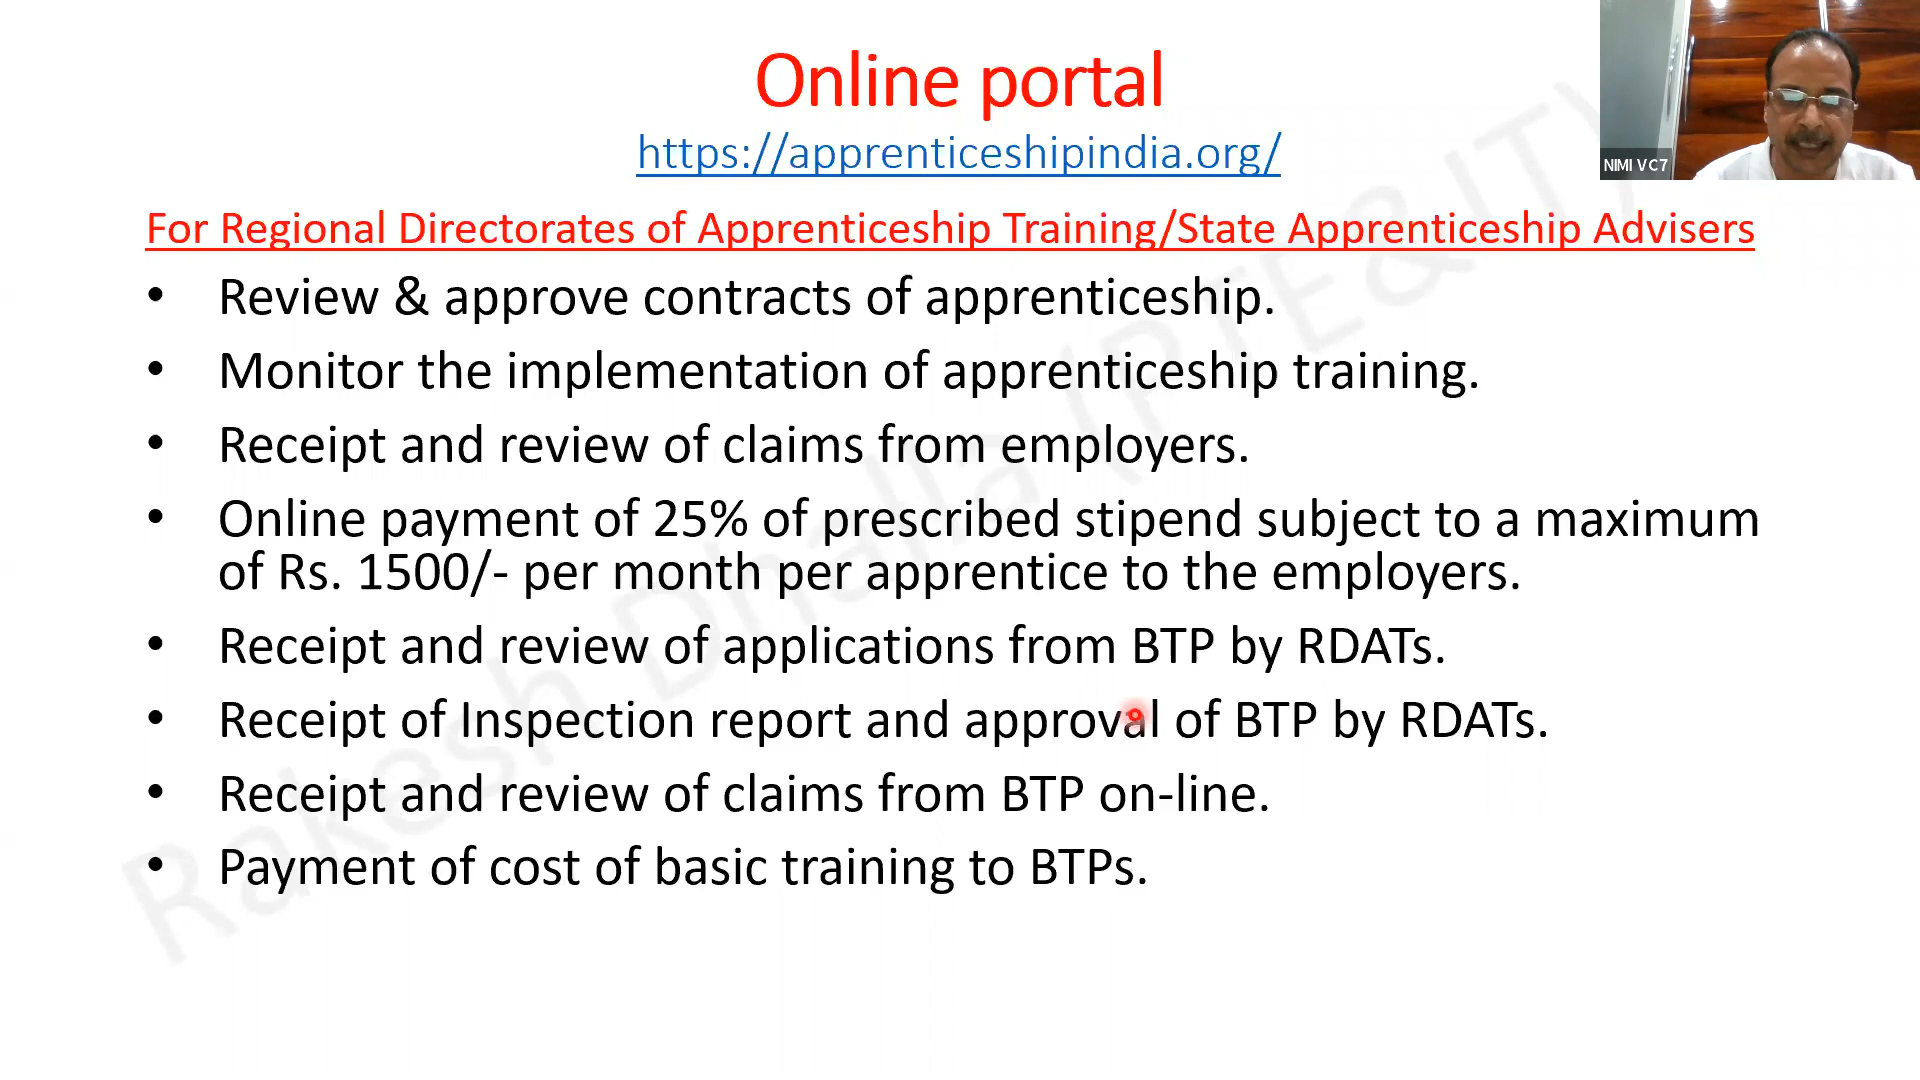 Online portal
https://apprenticeshipindia.org/
NIMI VC7
For Regional Directorates of Apprenticeship Training/State Apprenticeship Advisers
• Review & approve contracts of apprenticeship.
• Monitor the implementation of apprenticeship training.
• Receipt and review of claims from employers.
• Online payment of 25% of prescribed stipend subject to a maximum
of Rs. 1500/- per month per apprentice to the employers.
• Receipt and review of applications from BTP by RDATs.
• Receipt of Inspection report and approval of BTP by RDATs.
• Receipt and review of claims from BTP on-line.
• Payment of cost of basic training to BTPs.
Rakesh Dhalla (PTE&IT)